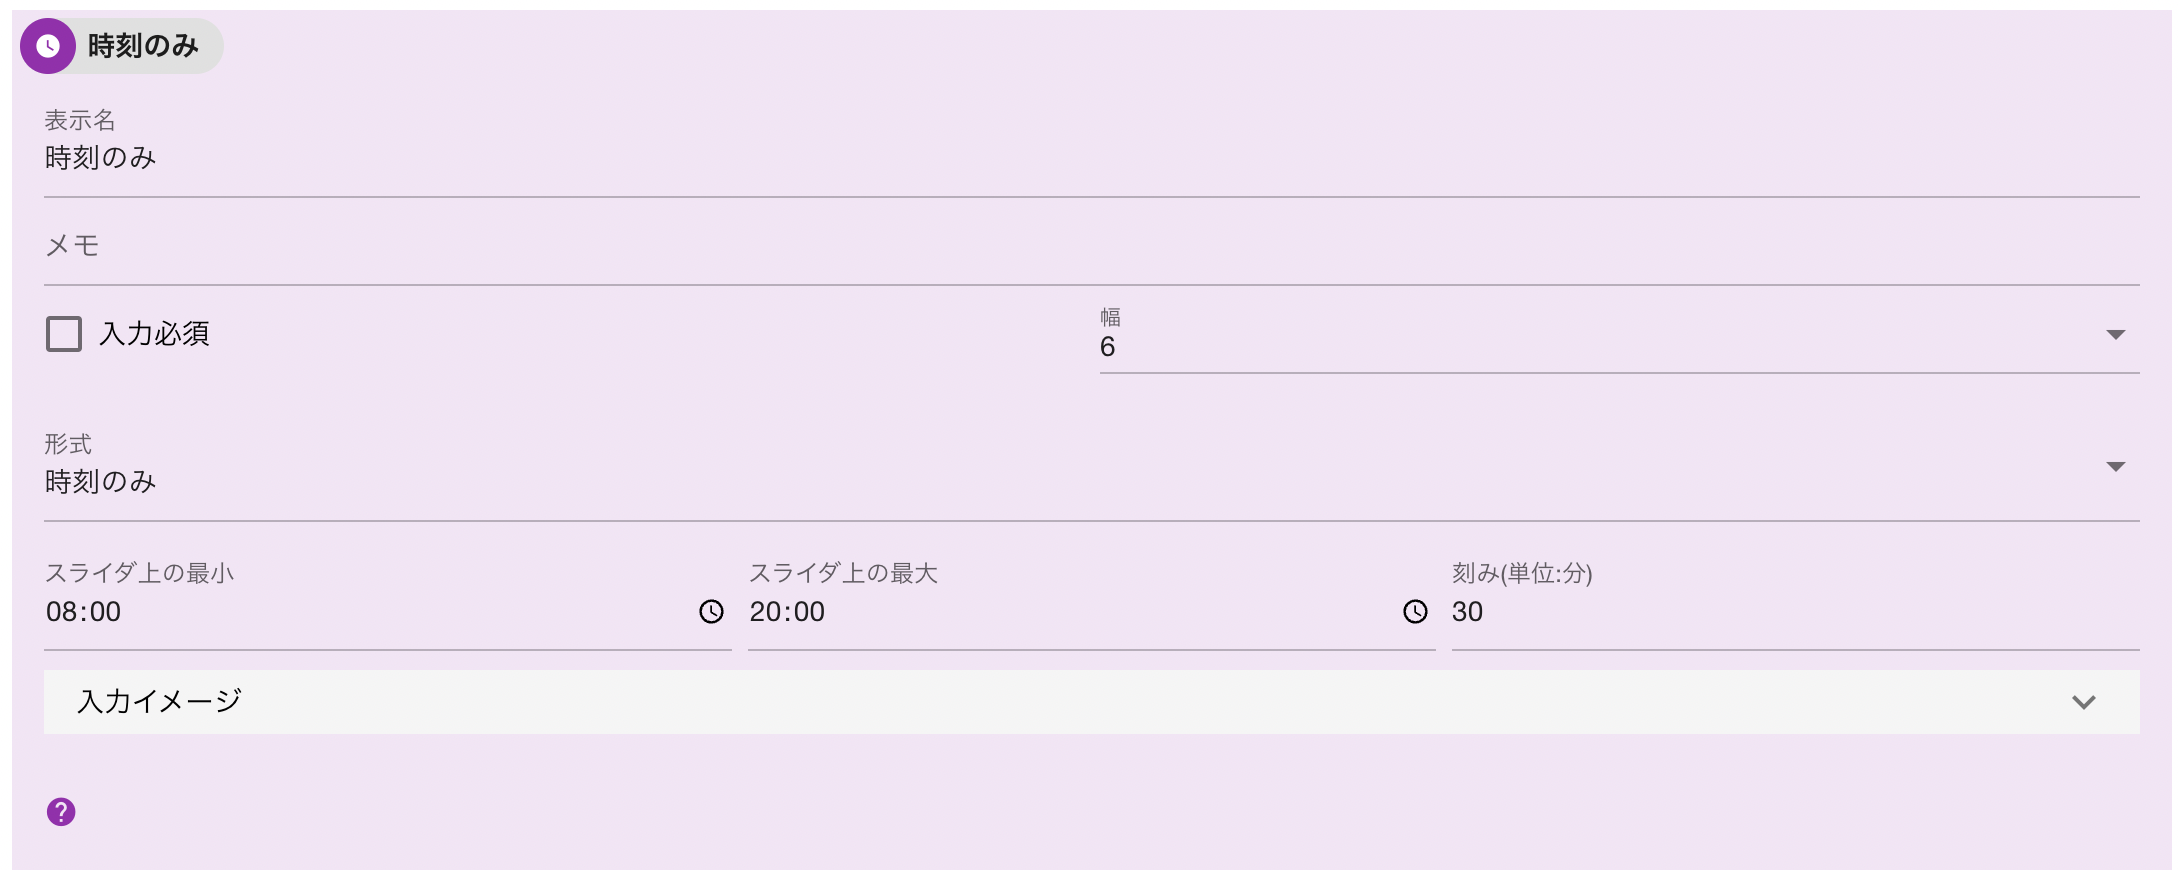 時刻のみ
表示名
時刻のみ
メモ
入力必須
幅
6
形式
時刻のみ
スライダ上の最小
08:00
スライダ上の最大
20:00
刻み(単位:分)
30
入力イメージ
?